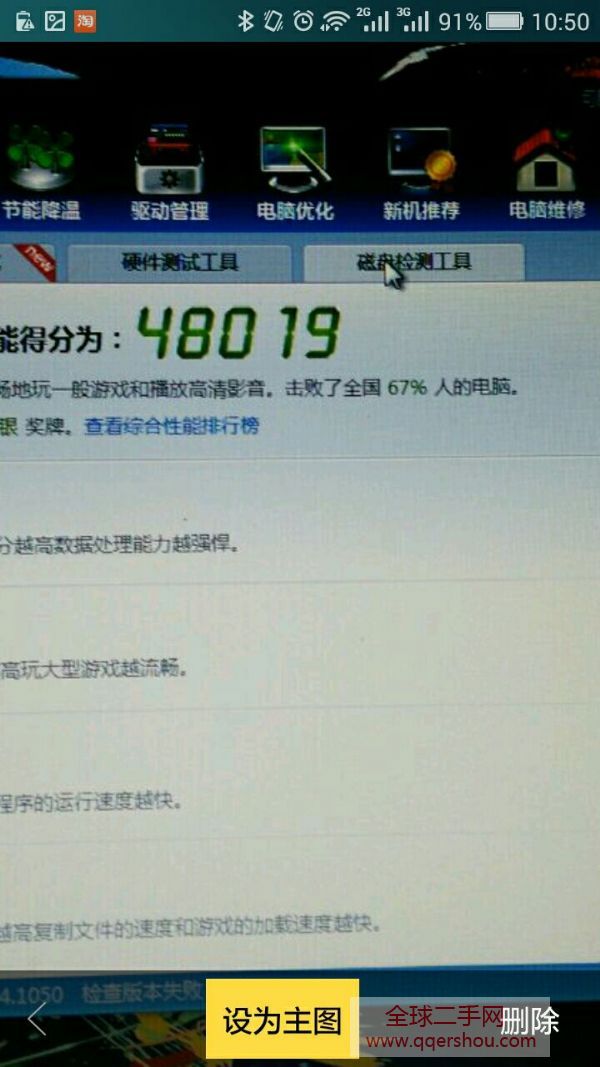 淘 2G 3G 91% 10:50
节能降温 驱动管理 电脑优化 新机推荐 电脑维修
new 硬件测试工具 磁盘检测工具
能得分为：48019
畅地玩一般游戏和播放高清影音。击败了全国 67% 人的电脑。
银 奖牌。查看综合性能排行榜
分越高数据处理能力越强悍。
高玩大型游戏越流畅。
程序的运行速度越快。
越高复制文件的速度和游戏的加载速度越快。
4.1050 检查版本失败
设为主图 删除
全球二手网
www.qqershou.com